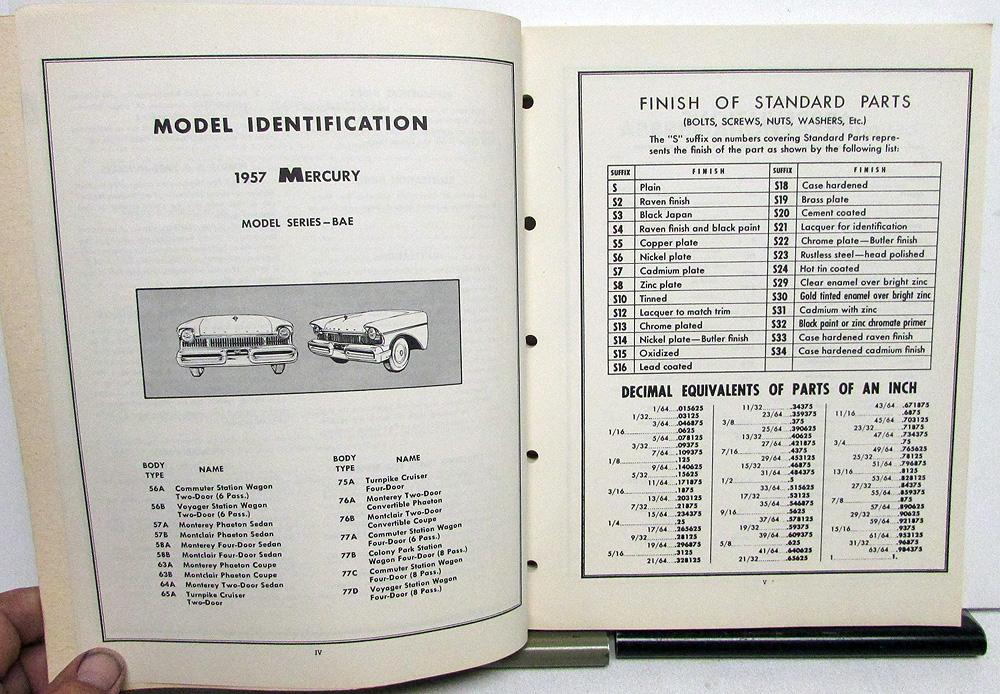 MODEL IDENTIFICATION
1957 MERCURY
MODEL SERIES—BAE
BODY TYPE NAME
56A Commuter Station Wagon
Two-Door (6 Pass.)
56B Voyager Station Wagon
Two-Door (6 Pass.)
57A Monterey Phaeton Sedan
57B Montclair Phaeton Sedan
58A Monterey Four-Door Sedan
58B Montclair Four-Door Sedan
63A Monterey Phaeton Coupe
63B Montclair Phaeton Coupe
64A Monterey Two-Door Sedan
65A Turnpike Cruiser
Two-Door
BODY TYPE NAME
75A Turnpike Cruiser
Four-Door
76A Monterey Two-Door
Convertible Phaeton
76B Montclair Two-Door
Convertible Coupe
77A Commuter Station Wagon
Four-Door (6 Pass.)
77B Colony Park Station
Wagon Four-Door (8 Pass.)
77C Commuter Station Wagon
Four-Door (8 Pass.)
77D Voyager Station Wagon
Four-Door (8 Pass.)
IV
FINISH OF STANDARD PARTS
(BOLTS, SCREWS, NUTS, WASHERS, Etc.)
The "S" suffix on numbers covering Standard Parts repre-
sents the finish of the part as shown by the following list:
SUFFIX FINISH SUFFIX FINISH
S Plain S18 Case hardened
S2 Raven finish S19 Brass plate
S3 Black Japan S20 Cement coated
S4 Raven finish and black paint S21 Lacquer for identification
S5 Copper plate S22 Chrome plate—Butler finish
S6 Nickel plate S23 Rustless steel—head polished
S7 Cadmium plate S24 Hot tin coated
S8 Zinc plate S29 Clear enamel over bright zinc
S10 Tinned S30 Gold tinted enamel over bright zinc
S12 Lacquer to match trim S31 Cadmium with zinc
S13 Chrome plated S32 Black paint or zinc chromate primer
S14 Nickel plate—Butler finish S33 Case hardened raven finish
S15 Oxidized S34 Case hardened cadmium finish
S16 Lead coated
DECIMAL EQUIVALENTS OF PARTS OF AN INCH
1/64 .015625
1/32 .03125
3/64 .046875
1/16 .0625
5/64 .078125
3/32 .09375
7/64 .109375
1/8 .125
9/64 .140625
5/32 .15625
11/64 .171875
3/16 .1875
13/64 .203125
7/32 .21875
15/64 .234375
1/4 .25
17/64 .265625
9/32 .28125
19/64 .296875
5/16 .3125
21/64 .328125
11/32 .34375
23/64 .359375
3/8 .375
25/64 .390625
13/32 .40625
27/64 .421875
7/16 .4375
29/64 .453125
15/32 .46875
31/64 .484375
1/2 .5
33/64 .515625
17/32 .53125
35/64 .546875
9/16 .5625
37/64 .578125
19/32 .59375
39/64 .609375
5/8 .625
41/64 .640625
21/32 .65625
43/64 .671875
11/16 .6875
45/64 .703125
23/32 .71875
47/64 .734375
3/4 .75
49/64 .765625
25/32 .78125
51/64 .796875
13/16 .8125
53/64 .828125
27/32 .84375
55/64 .859375
7/8 .875
57/64 .890625
29/32 .90625
59/64 .921875
15/16 .9375
61/64 .953125
31/32 .96875
63/64 .984375
1 1.
V